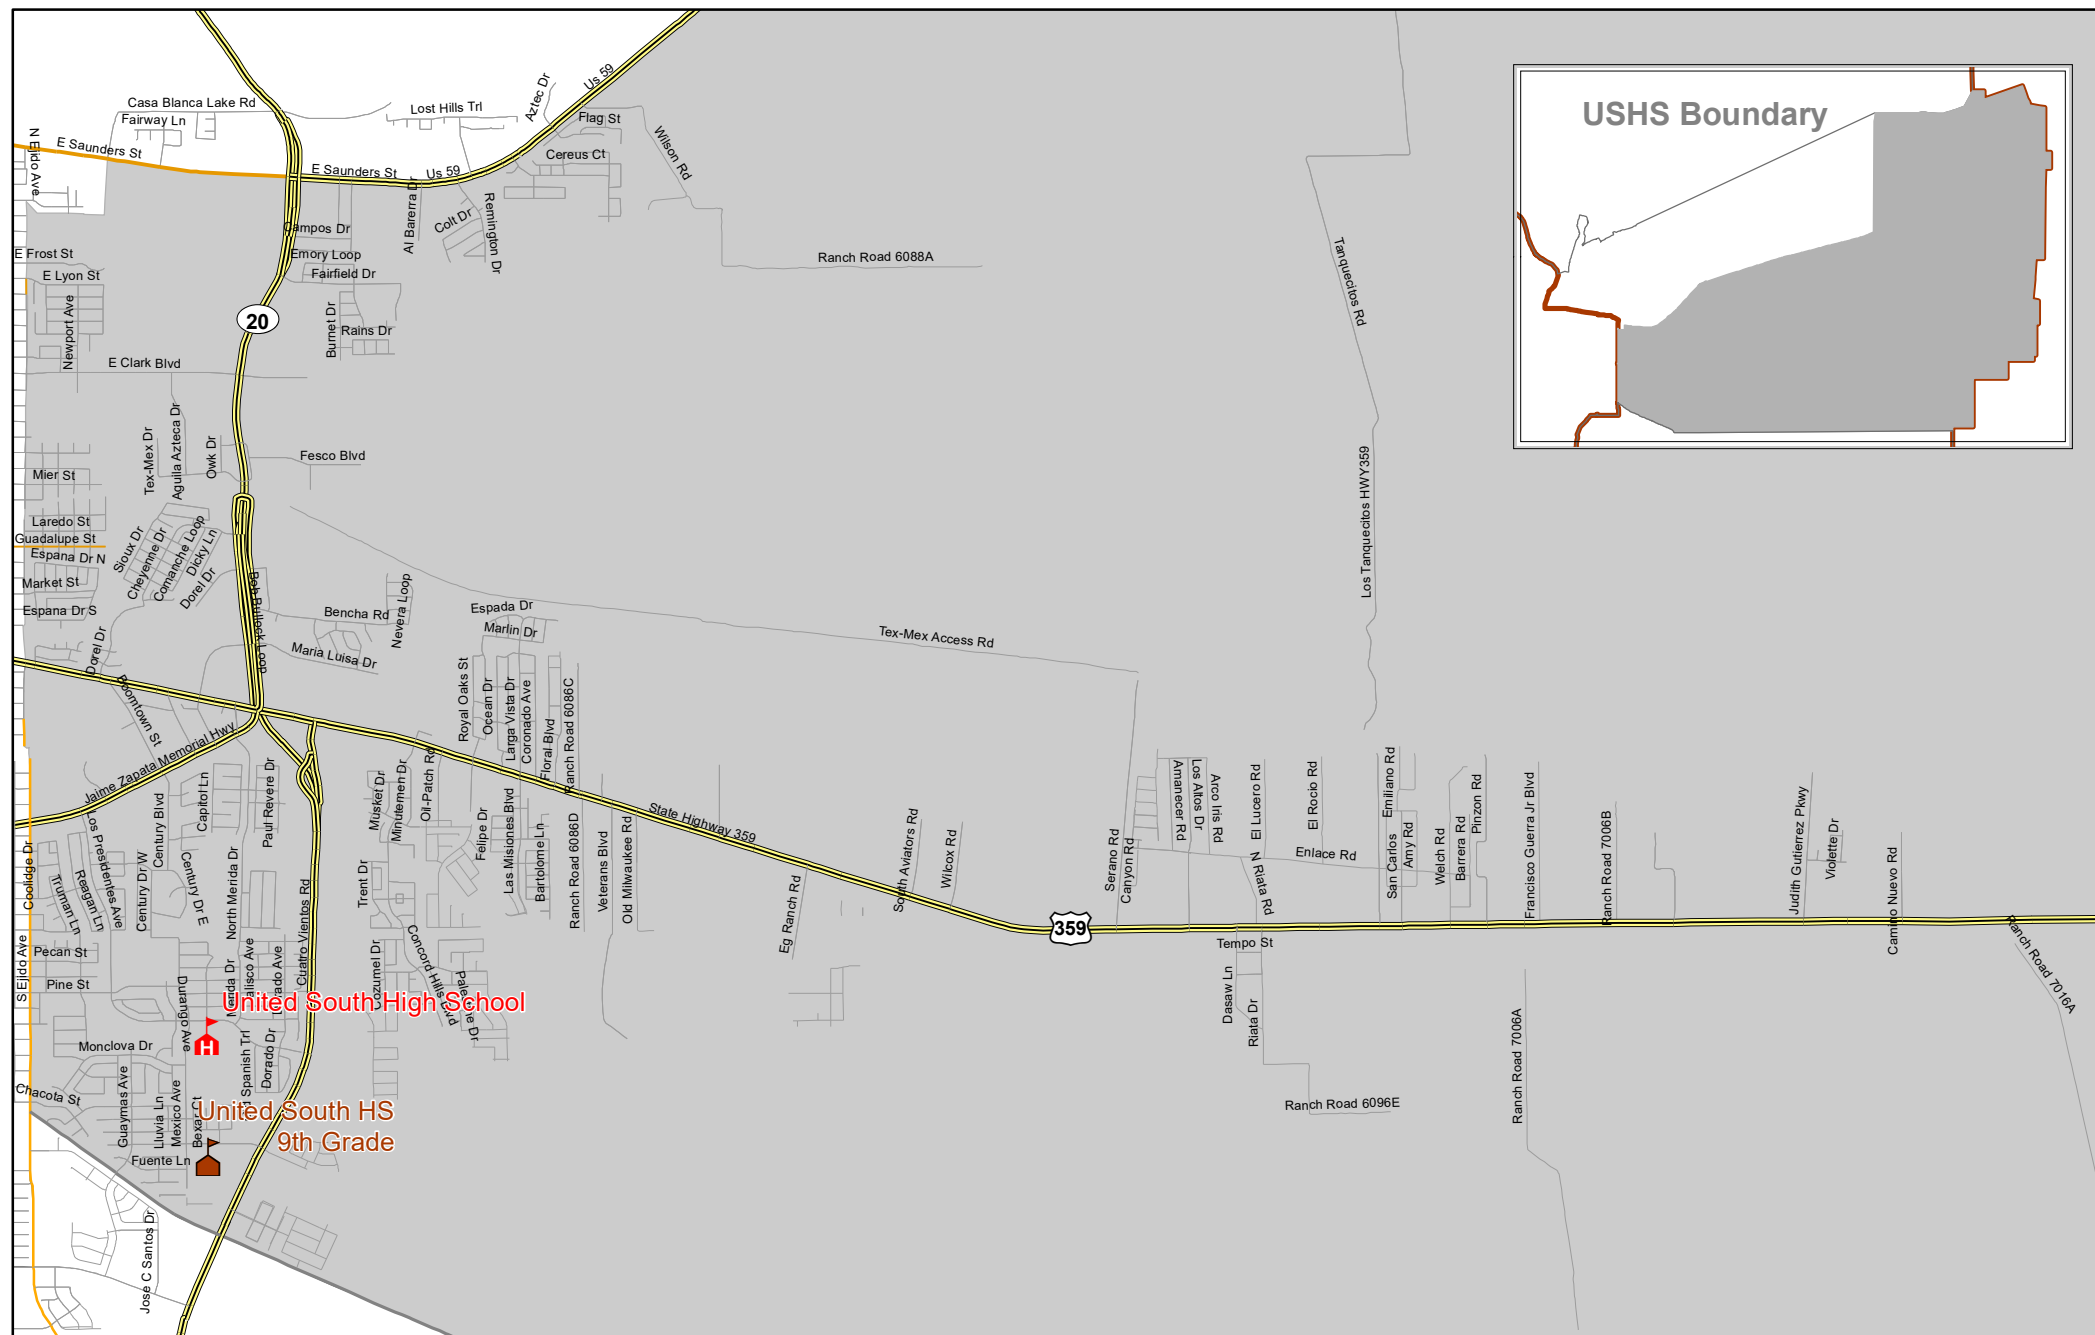 USHS Boundary
Casa Blanca Lake Rd
Fairway Ln
Lost Hills Trl
Aztec Dr
Us 59
Flag St
Wilson Rd
N Ejido Ave
E Saunders St
E Saunders St
Us 59
Cereus Ct
Al Barerra Dr
Colt Dr
Remington Dr
Campos Dr
E Frost St
Emory Loop
Ranch Road 6088A
Tanquecitos Rd
E Lyon St
Fairfield Dr
Newport Ave
20
Burnet Dr
Rains Dr
E Clark Blvd
Tex-Mex Dr
Aguila Azteca Dr
Owk Dr
Fesco Blvd
Mier St
Los Tanquecitos HWY359
Laredo St
Guadalupe St
Espana Dr N
Sioux Dr
Cheyenne Dr
Comanche Loop
Dicky Ln
Dorel Dr
Market St
Espana Dr S
Bob Bullock Loop
Bencha Rd
Nevera Loop
Espada Dr
Marlin Dr
Tex-Mex Access Rd
Dorel Dr
Maria Luisa Dr
Boomtown St
Royal Oaks St
Ocean Dr
Larga Vista Dr
Coronado Ave
Floral Blvd
Ranch Road 6086C
Jaime Zapata Memorial Hwy
Capitol Ln
Paul Revere Dr
Musket Dr
Minutemen Dr
Oil-Patch Rd
State Highway 359
Amanecer Rd
Los Altos Dr
Arco Iris Rd
El Lucero Rd
El Rocio Rd
Emiliano Rd
Pinzon Rd
Francisco Guerra Jr Blvd
Judith Gutierrez Pkwy
Los Presidentes Ave
Century Blvd
Felipe Dr
Las Misiones Blvd
Bartolome Ln
Ranch Road 6086D
Veterans Blvd
Old Milwaukee Rd
South Aviators Rd
Wilcox Rd
Serano Rd
Canyon Rd
Enlace Rd
San Carlos
Amy Rd
Welch Rd
Barrera Rd
Ranch Road 7006B
Violette Dr
Camino Nuevo Rd
Coolidge Dr
Truman Ln
Reagan Ln
Century Dr W
Century Dr E
North Merida Dr
Trent Dr
Eg Ranch Rd
N Riata Rd
359
Cuatro Vientos Rd
Concord Hills Blvd
Tempo St
Ranch Road 7016A
Pecan St
Pine St
S Ejido Ave
Durango Ave
Merida Dr
Jalisco Ave
Cozumel Dr
Dasaw Ln
Riata Dr
Ranch Road 7006A
United South High School
H
Monclova Dr
Dorado Dr
Chacota St
Guaymas Ave
Lluvia Ln
Mexico Ave
Ranch Road 6096E
United South HS
9th Grade
Fuente Ln
Jose C Santos Dr